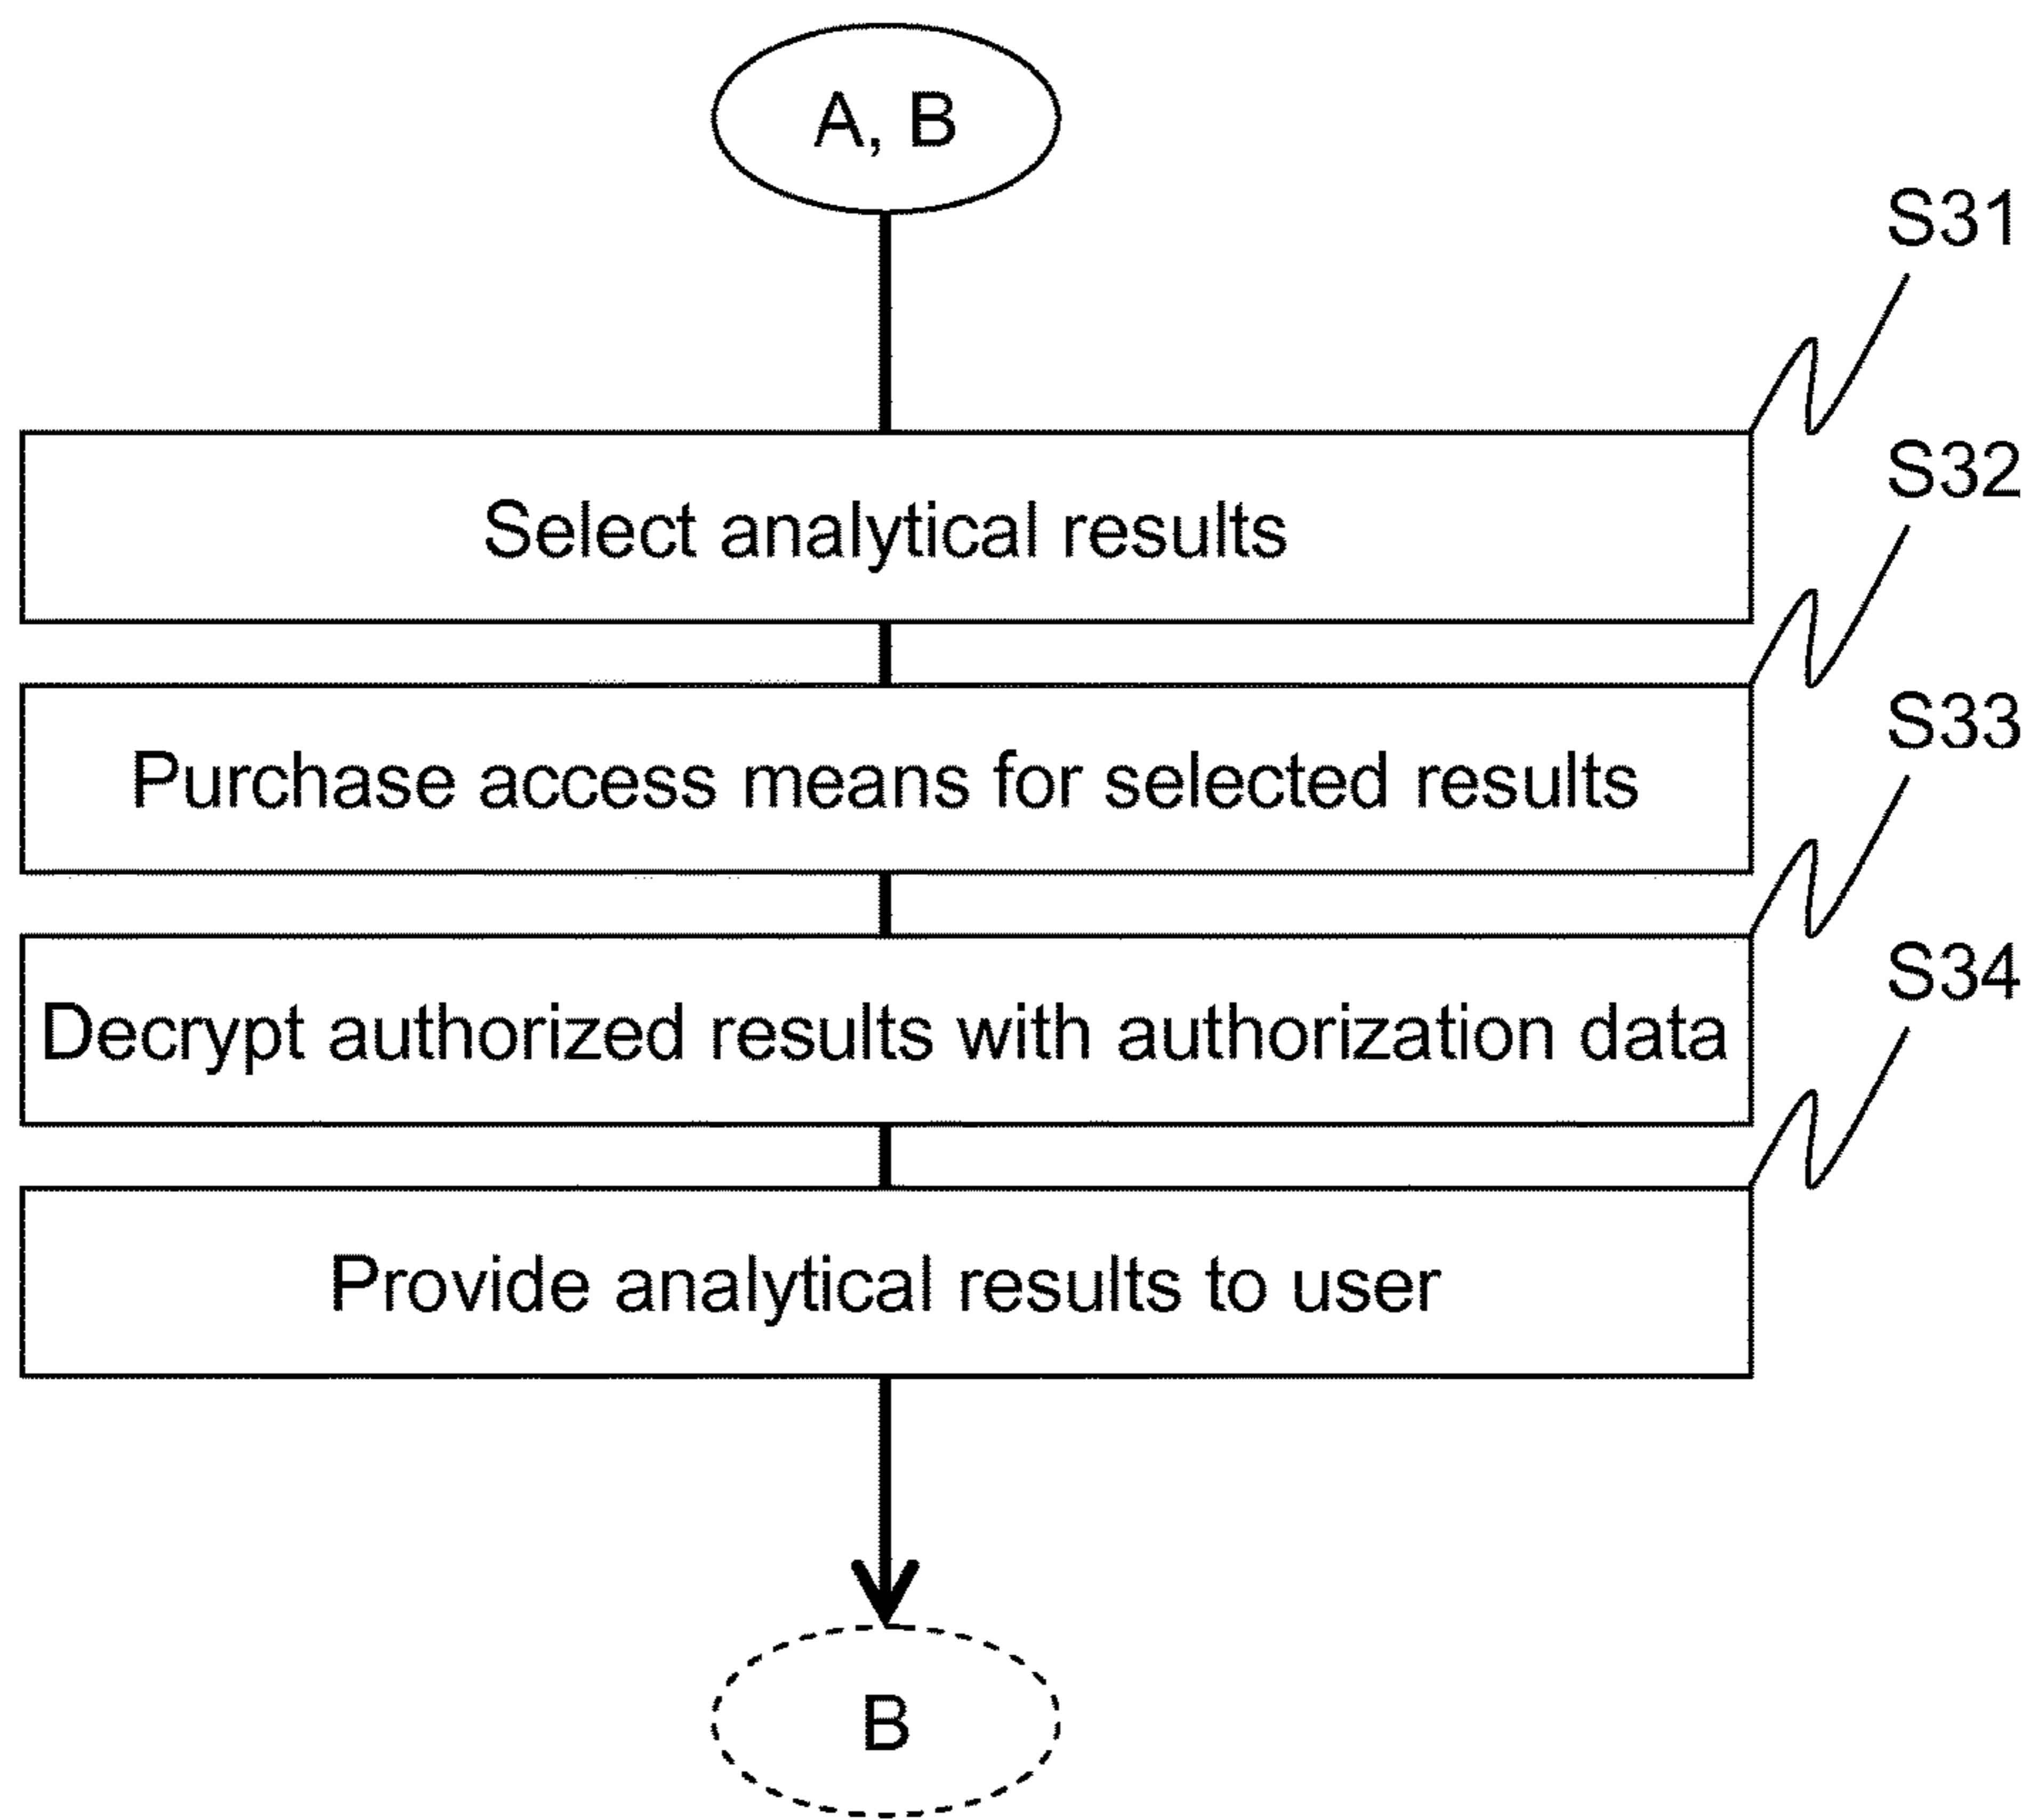 A, B
S31
Select analytical results
S32
Purchase access means for selected results
S33
Decrypt authorized results with authorization data
S34
Provide analytical results to user
B